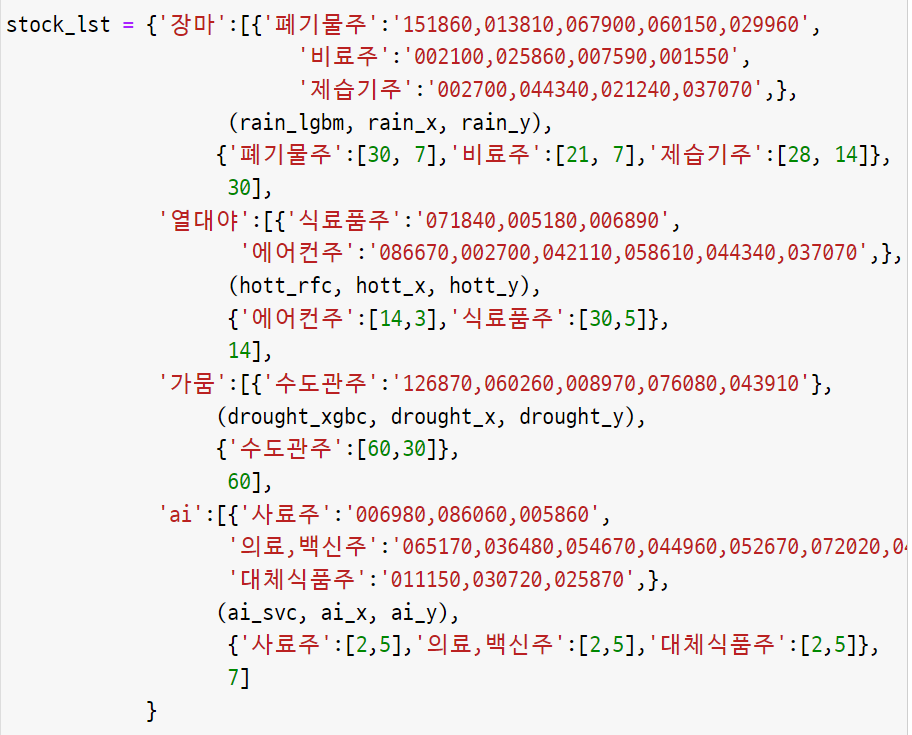 stock_lst = {'장마':[{'폐기물주':'151860,013810,067900,060150,029960',
'비료주':'002100,025860,007590,001550',
'제습기주':'002700,044340,021240,037070',},
(rain_lgbm, rain_x, rain_y),
{'폐기물주':[30, 7],'비료주':[21, 7],'제습기주':[28, 14]},
30],
'열대야':[{'식료품주':'071840,005180,006890',
'에어컨주':'086670,002700,042110,058610,044340,037070',},
(hott_rfc, hott_x, hott_y),
{'에어컨주':[14,3],'식료품주':[30,5]},
14],
'가뭄':[{'수도관주':'126870,060260,008970,076080,043910'},
(drought_xgbc, drought_x, drought_y),
{'수도관주':[60,30]},
60],
'ai':[{'사료주':'006980,086060,005860',
'의료,백신주':'065170,036480,054670,044960,052670,072020,04
'대체식품주':'011150,030720,025870',},
(ai_svc, ai_x, ai_y),
{'사료주':[2,5],'의료,백신주':[2,5],'대체식품주':[2,5]},
7]
}